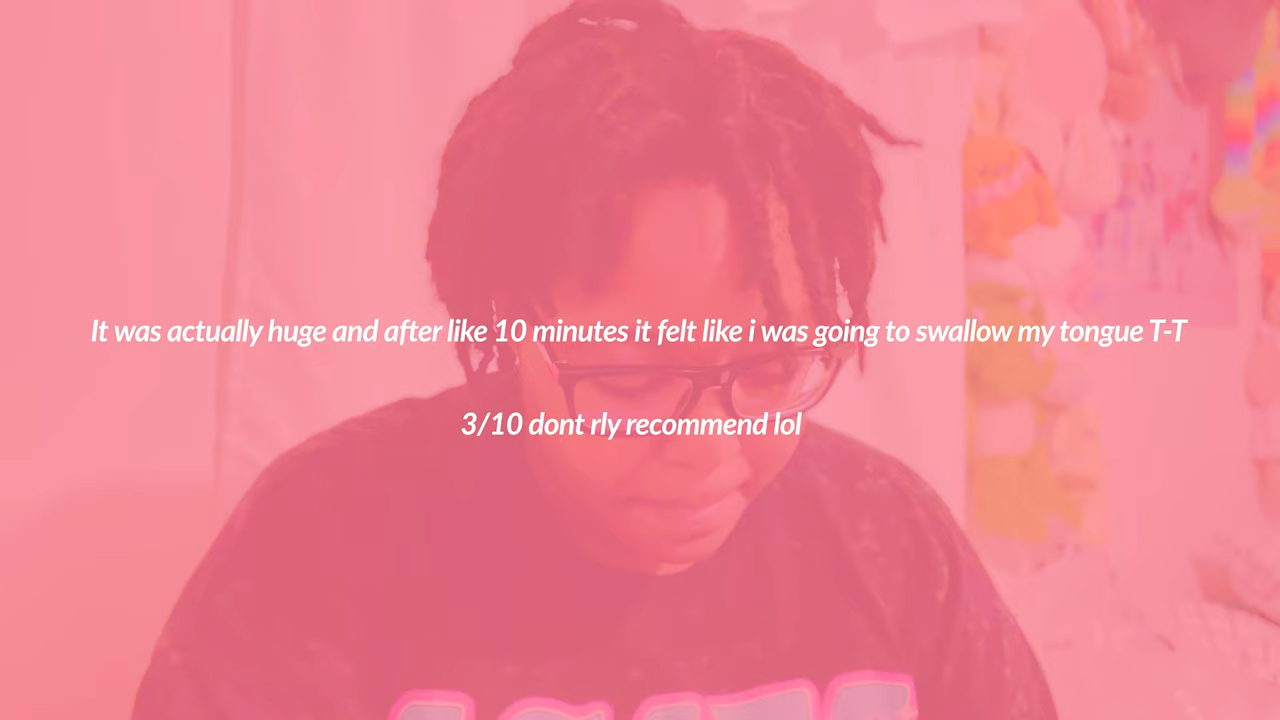 It was actually huge and after like 10 minutes it felt like i was going to swallow my tongue T-T
3/10 dont rly recommend lol